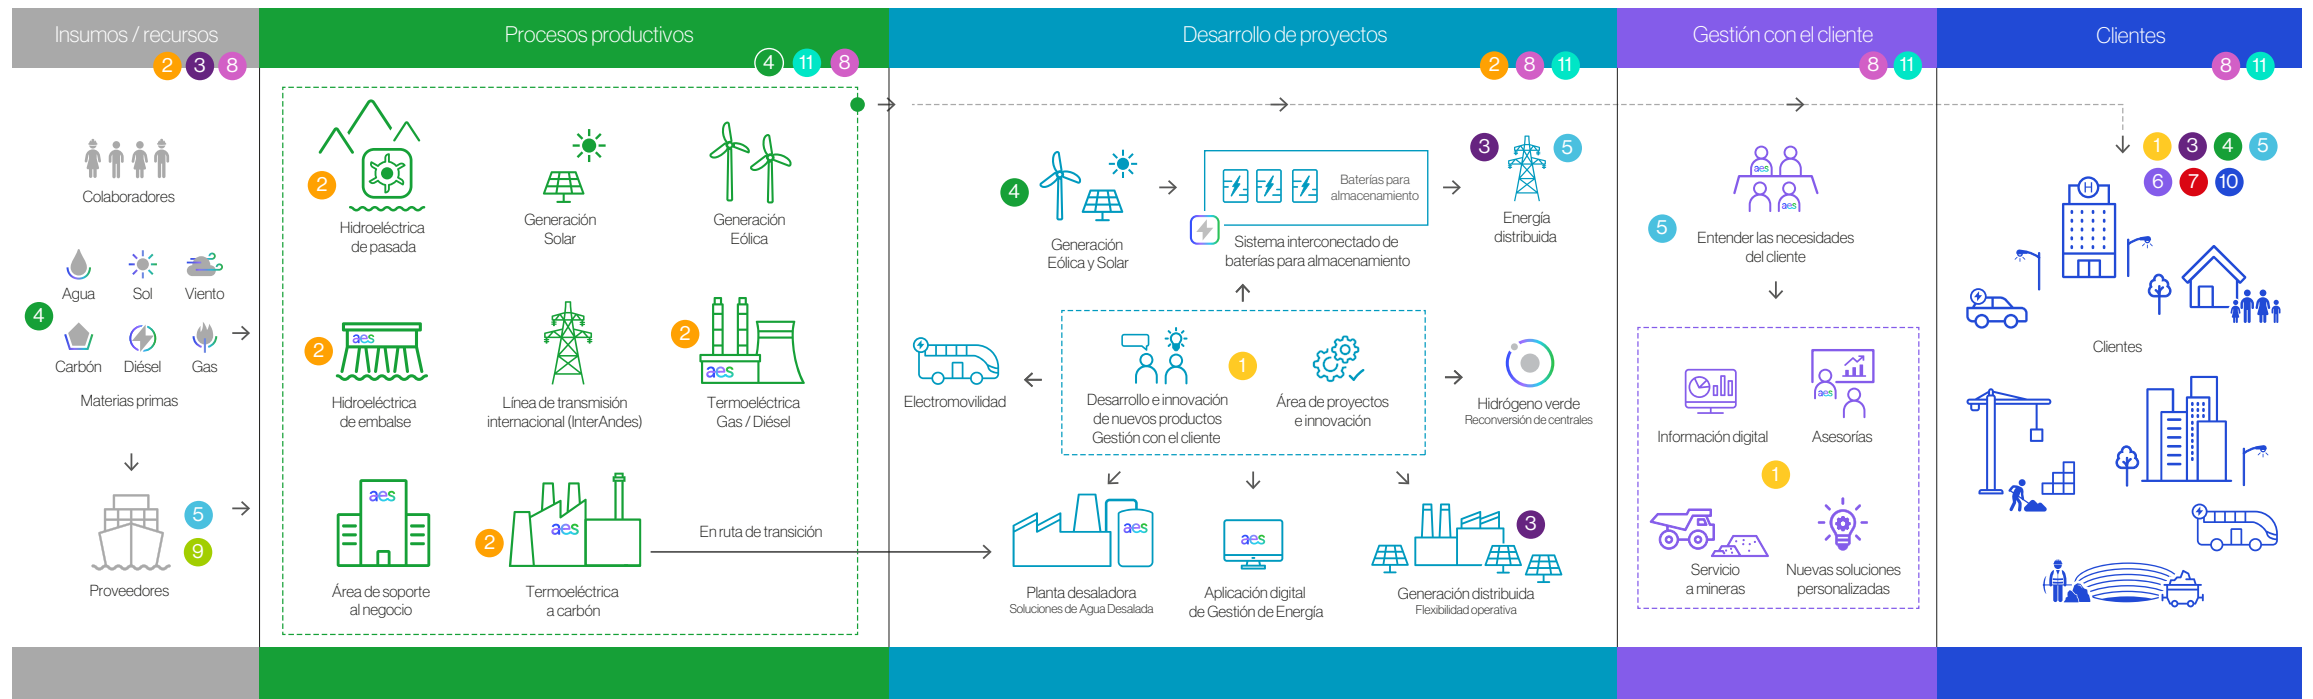 Insumos / recursos
2 3 8
Colaboradores
Agua Sol Viento
4
Carbón Diésel Gas
Materias primas
5
9
Proveedores
Procesos productivos
4 11 8
2
Hidroeléctrica
de pasada
Generación
Solar
Generación
Eólica
2
aes
Hidroeléctrica
de embalse
Línea de transmisión
internacional (InterAndes)
2
aes
Termoeléctrica
Gas / Diésel
aes
Área de soporte
al negocio
2
aes
Termoeléctrica
a carbón
En ruta de transición
Desarrollo de proyectos
2 8 11
4
Generación
Eólica y Solar
Baterías para
almacenamiento
Sistema interconectado de
baterías para almacenamiento
3 5
Energía
distribuida
Electromovilidad
Desarrollo e innovación
de nuevos productos
Gestión con el cliente
1
Área de proyectos
e innovación
Hidrógeno verde
Reconversión de centrales
aes
Planta desaladora
Soluciones de Agua Desalada
aes
Aplicación digital
de Gestión de Energía
3
Generación distribuida
Flexibilidad operativa
Gestión con el cliente
8 11
aes
aes
5
Entender las necesidades
del cliente
Información digital
aes
Asesorías
1
Servicio
a mineras
Nuevas soluciones
personalizadas
Clientes
8 11
1 3 4 5
6 7 10
H
Clientes